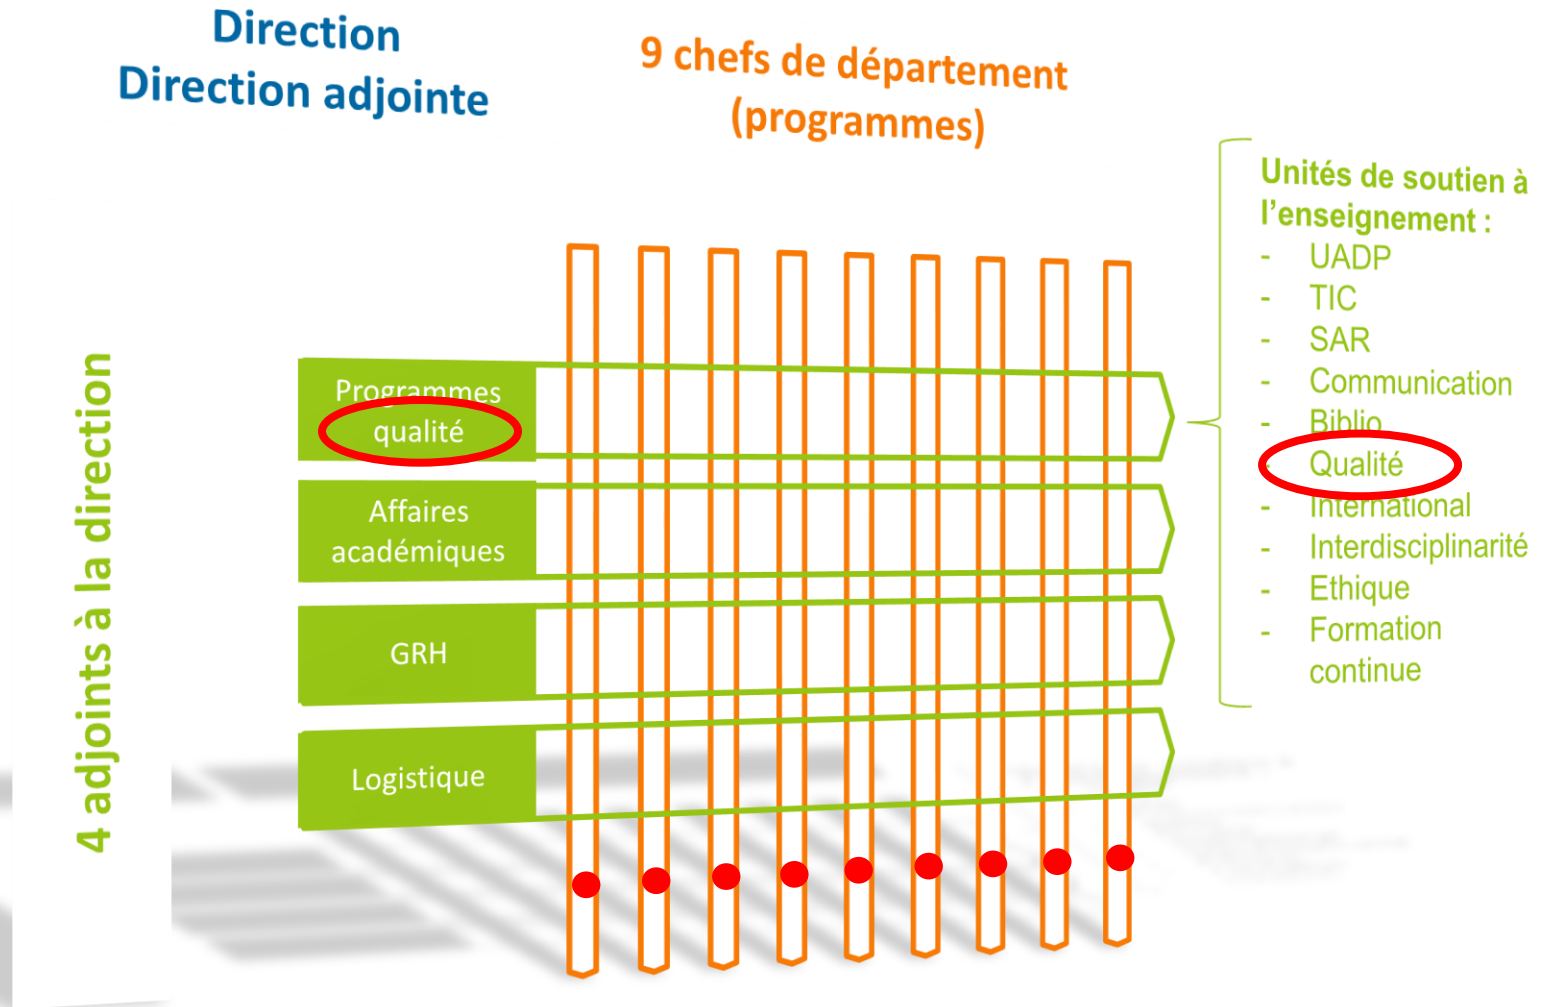 Direction
Direction adjointe
9 chefs de département
(programmes)
4 adjoints à la direction
Programmes
qualité
Affaires
académiques
GRH
Logistique
Unités de soutien à
l’enseignement :
- UADP
- TIC
- SAR
- Communication
- Biblio
- Qualité
- International
- Interdisciplinarité
- Ethique
- Formation
continue